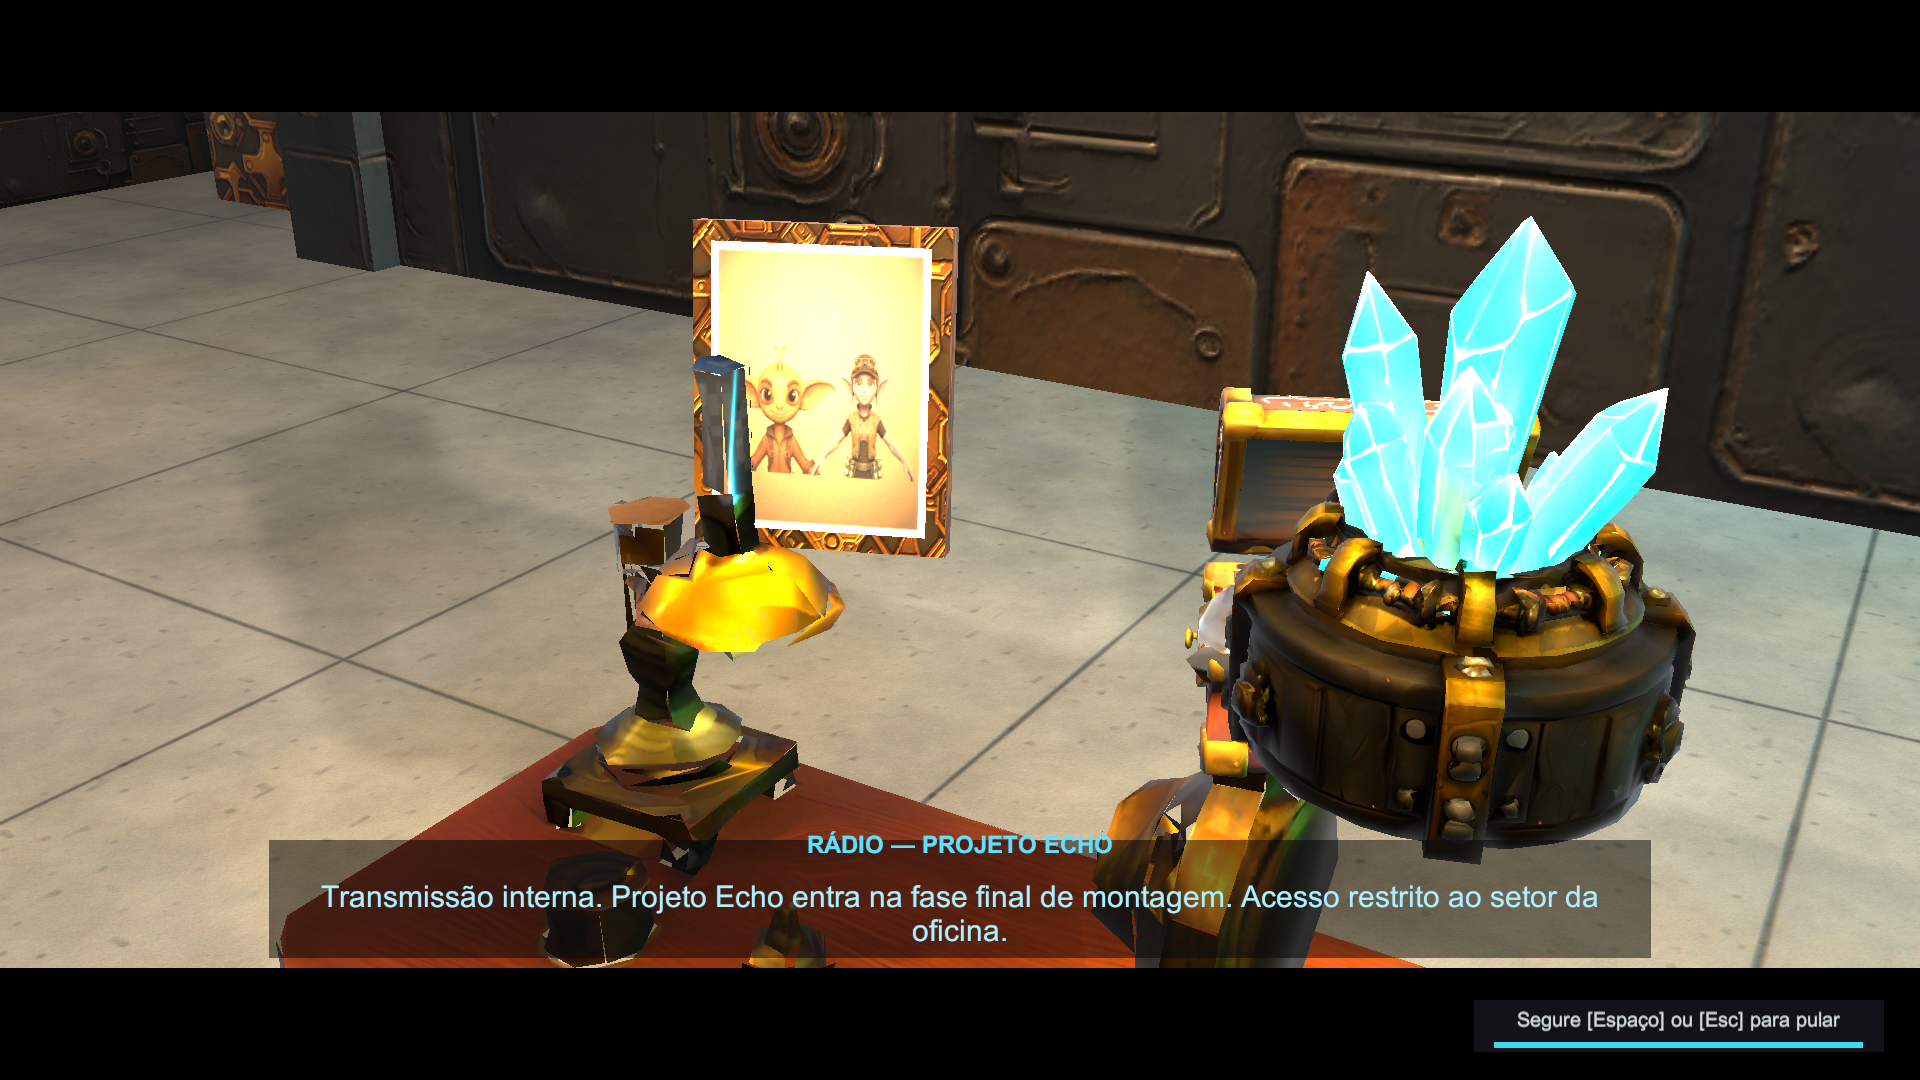 RÁDIO — PROJETO ECHO
Transmissão interna. Projeto Echo entra na fase final de montagem. Acesso restrito ao setor da
oficina.
Segure [Espaço] ou [Esc] para pular